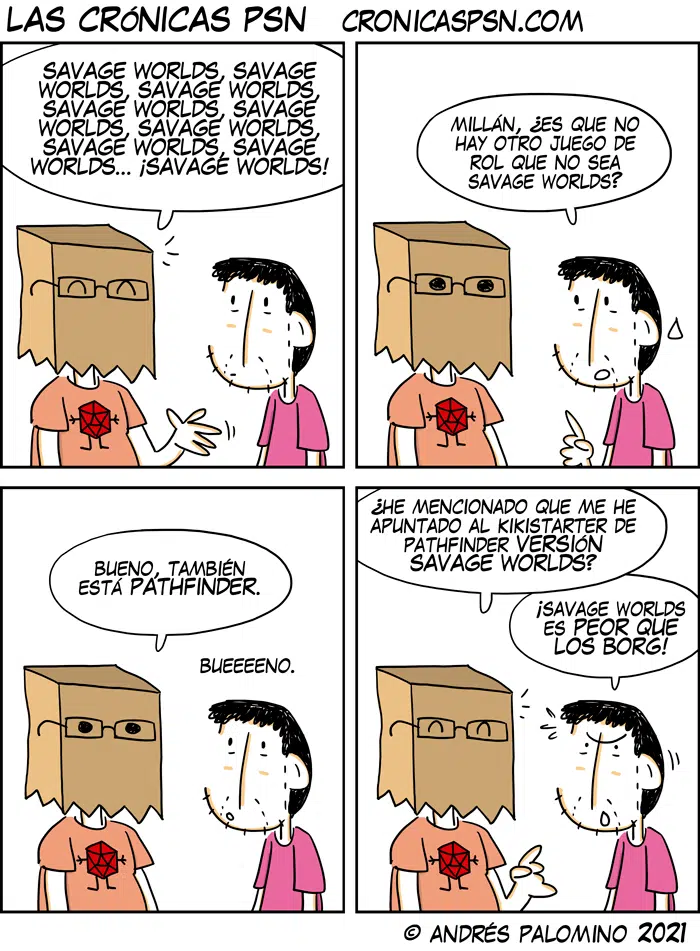 LAS CRÓNICAS PSN CRONICASPSN.COM
SAVAGE WORLDS, SAVAGE
WORLDS, SAVAGE WORLDS,
SAVAGE WORLDS, SAVAGE
WORLDS, SAVAGE WORLDS,
SAVAGE WORLDS, SAVAGE
WORLDS... ¡SAVAGE WORLDS!
MILLÁN, ¿ES QUE NO
HAY OTRO JUEGO DE
ROL QUE NO SEA
SAVAGE WORLDS?
BUENO, TAMBIÉN
ESTÁ PATHFINDER.
BUEEEENO.
¿HE MENCIONADO QUE ME HE
APUNTADO AL KIKISTARTER DE
PATHFINDER VERSIÓN
SAVAGE WORLDS?
¡SAVAGE WORLDS
ES PEOR QUE
LOS BORG!
© ANDRÉS PALOMINO 2021